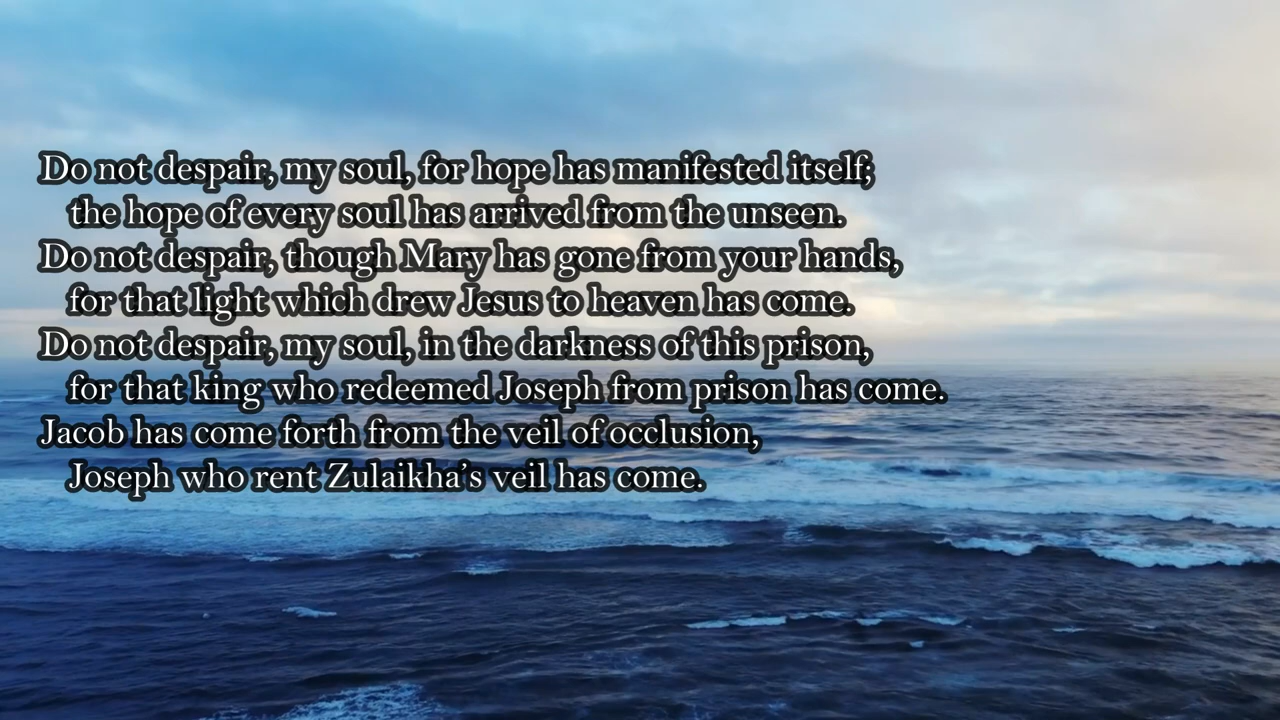 Do not despair, my soul, for hope has manifested itself;
the hope of every soul has arrived from the unseen.
Do not despair, though Mary has gone from your hands,
for that light which drew Jesus to heaven has come.
Do not despair, my soul, in the darkness of this prison,
for that king who redeemed Joseph from prison has come.
Jacob has come forth from the veil of occlusion,
Joseph who rent Zulaikha’s veil has come.